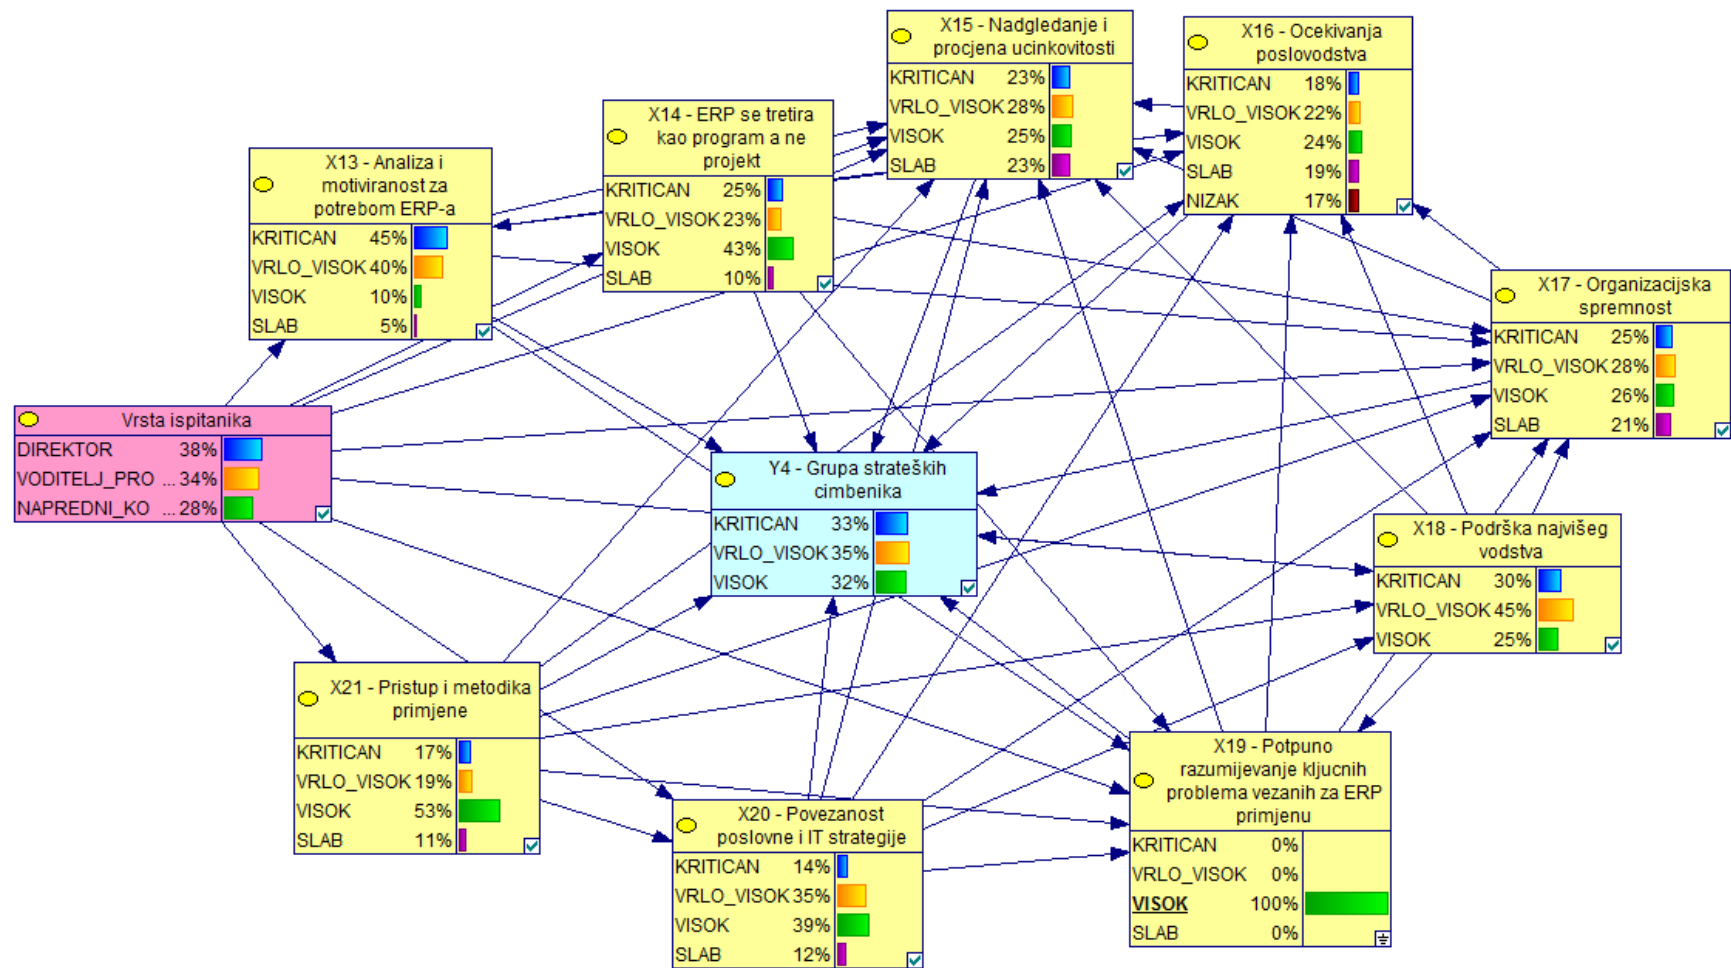 X15 - Nadgledanje i
procjena ucinkovitosti
KRITICAN 23%
VRLO_VISOK 28%
VISOK 25%
SLAB 23%
X16 - Ocekivanja
poslovodstva
KRITICAN 18%
VRLO_VISOK 22%
VISOK 24%
SLAB 19%
NIZAK 17%
X14 - ERP se tretira
kao program a ne
projekt
KRITICAN 25%
VRLO_VISOK 23%
VISOK 43%
SLAB 10%
X13 - Analiza i
motiviranost za
potrebom ERP-a
KRITICAN 45%
VRLO_VISOK 40%
VISOK 10%
SLAB 5%
X17 - Organizacijska
spremnost
KRITICAN 25%
VRLO_VISOK 28%
VISOK 26%
SLAB 21%
Vrsta ispitanika
DIREKTOR 38%
VODITELJ_PRO ... 34%
NAPREDNI_KO ... 28%
Y4 - Grupa strateških
cimbenika
KRITICAN 33%
VRLO_VISOK 35%
VISOK 32%
X18 - Podrška najvišeg
vodstva
KRITICAN 30%
VRLO_VISOK 45%
VISOK 25%
X21 - Pristup i metodika
primjene
KRITICAN 17%
VRLO_VISOK 19%
VISOK 53%
SLAB 11%
X20 - Povezanost
poslovne i IT strategije
KRITICAN 14%
VRLO_VISOK 35%
VISOK 39%
SLAB 12%
X19 - Potpuno
razumijevanje kljucnih
problema vezanih za ERP
primjenu
KRITICAN 0%
VRLO_VISOK 0%
VISOK 100%
SLAB 0%